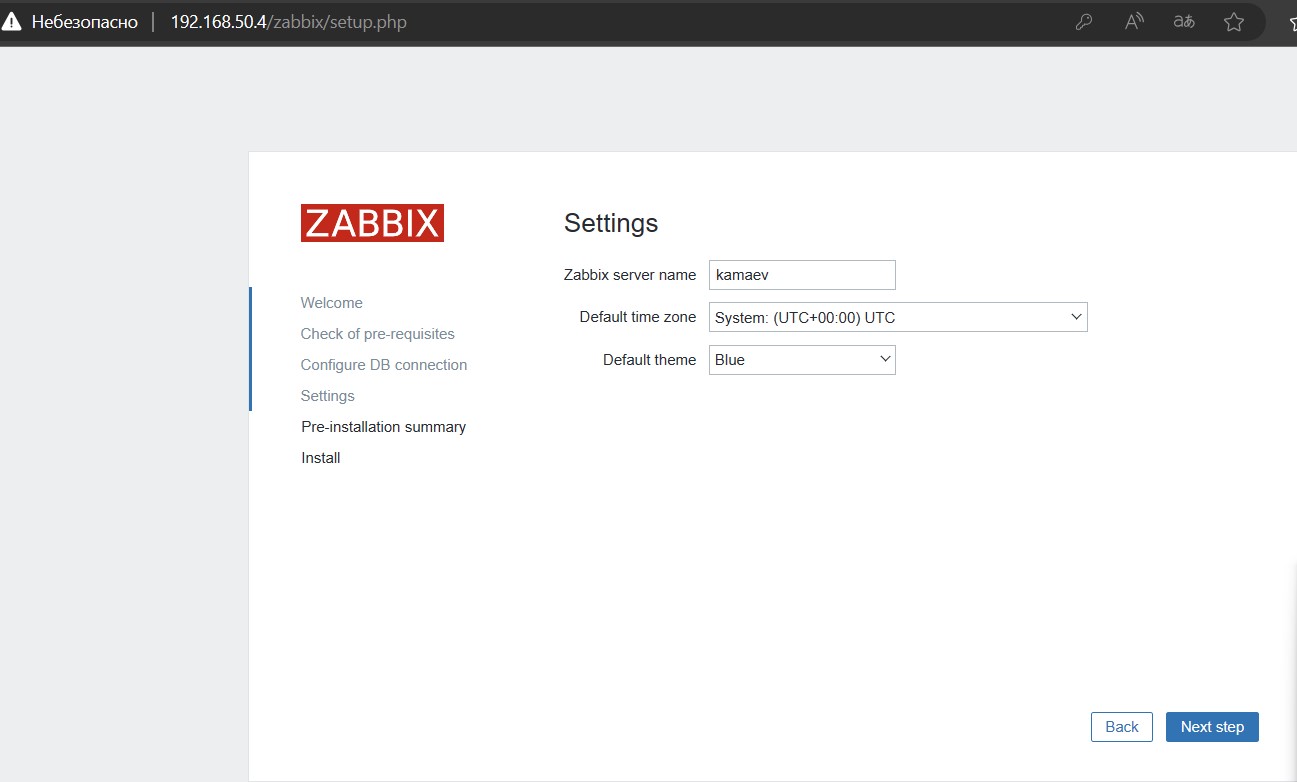 Небезопасно 192.168.50.4/zabbix/setup.php A aあ
ZABBIX
Settings
Zabbix server name kamaev
Default time zone System: (UTC+00:00) UTC
Default theme Blue
Welcome
Check of pre-requisites
Configure DB connection
Settings
Pre-installation summary
Install
Back Next step